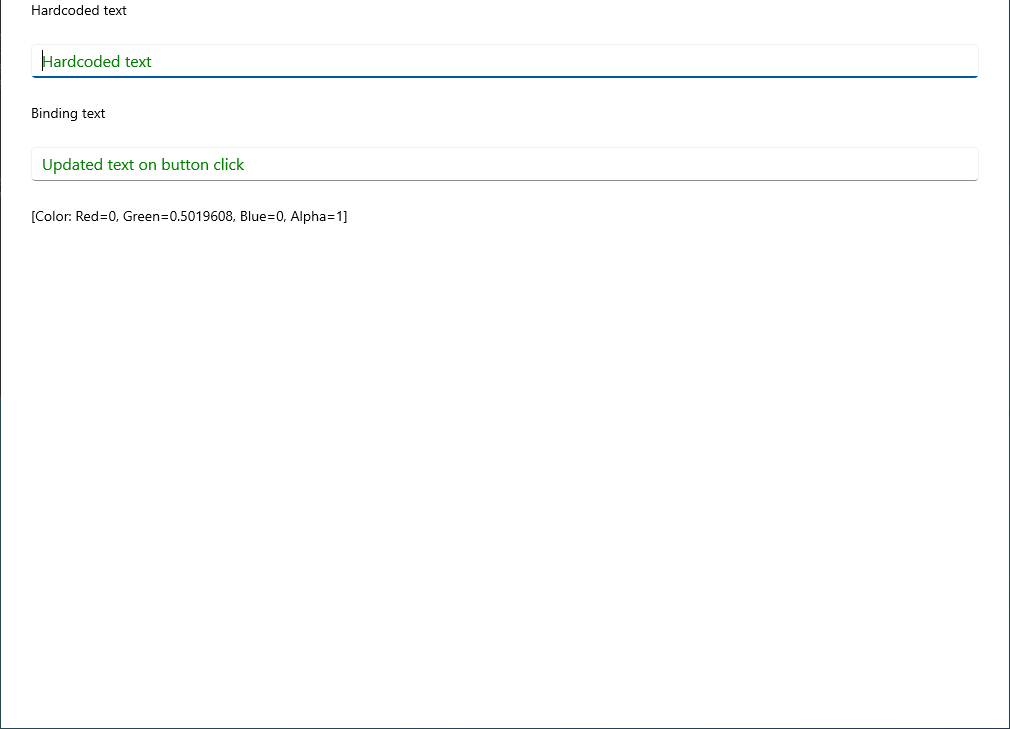 Hardcoded text
Hardcoded text
Binding text
Updated text on button click
[Color: Red=0, Green=0.5019608, Blue=0, Alpha=1]